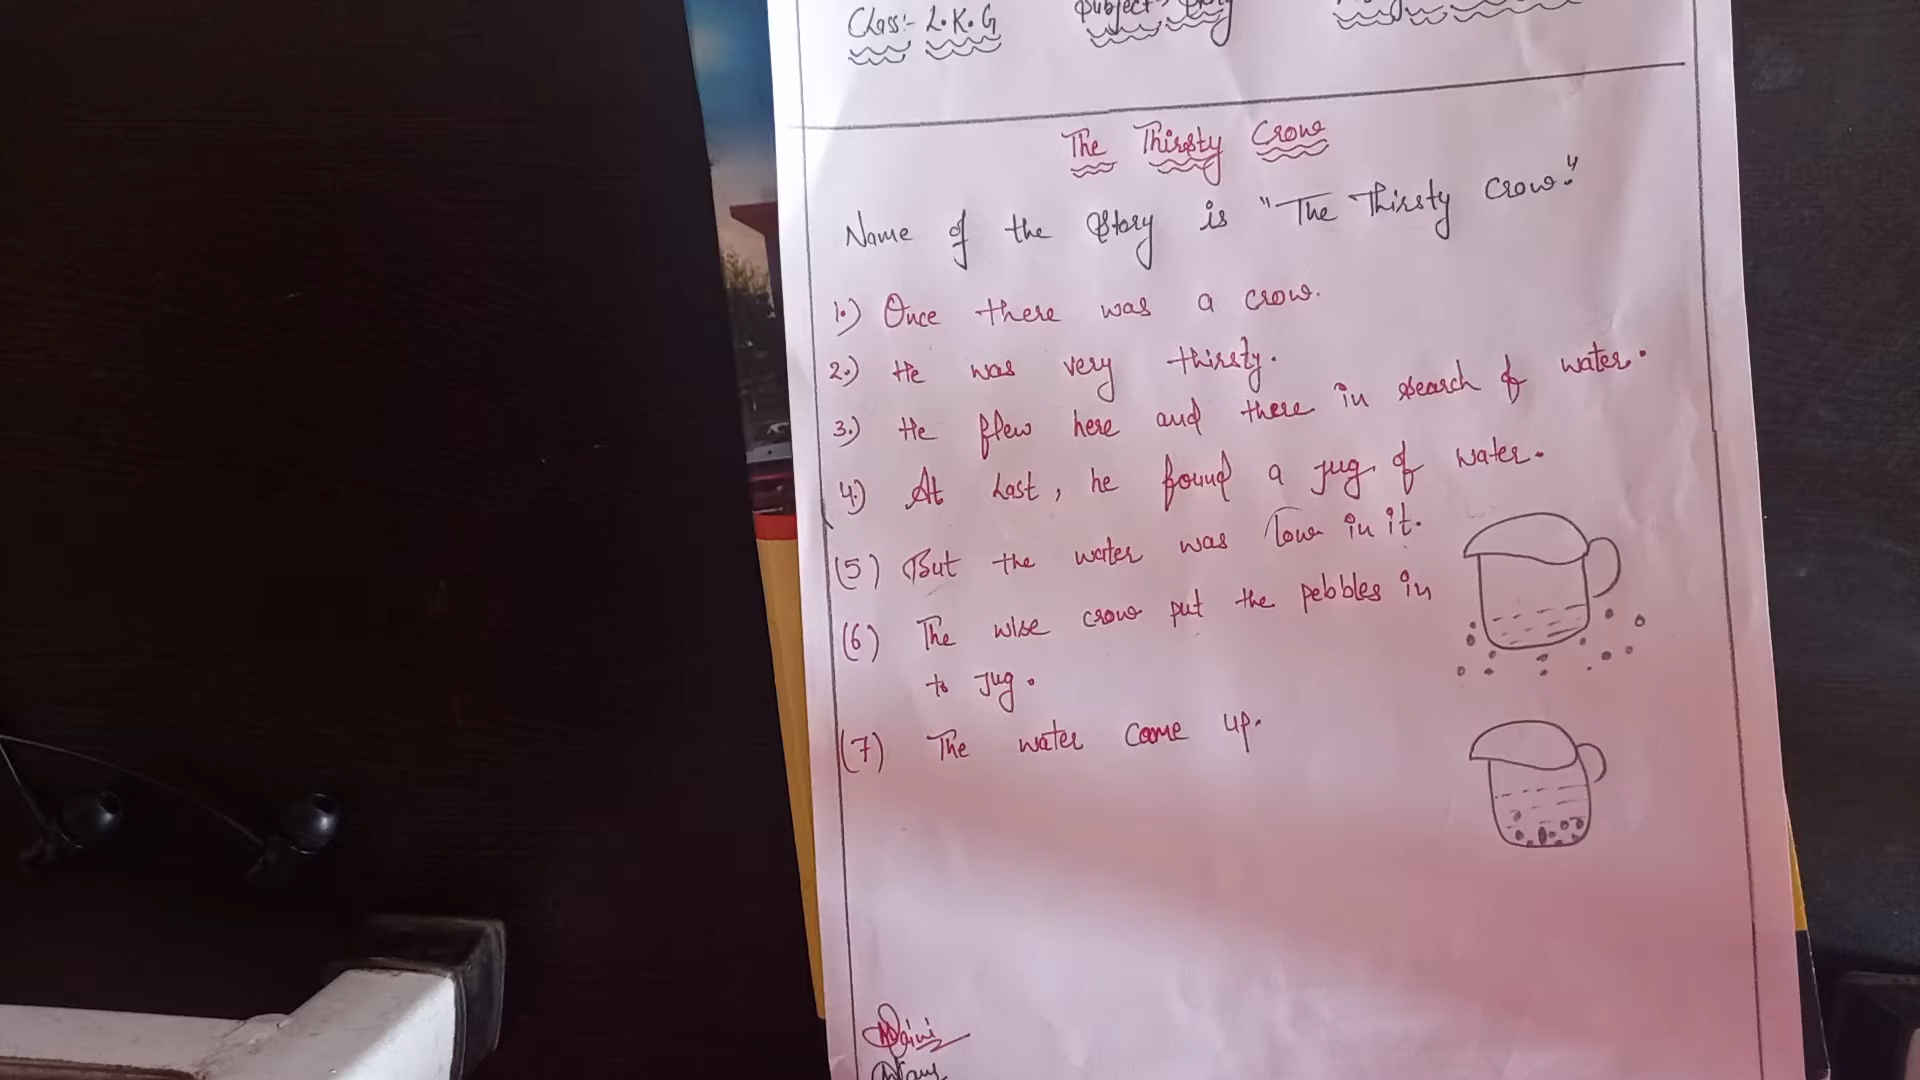 Class:- L.K.G Subject:-
The Thirsty Crow
Name of the Story is "The Thirsty Crow."
1.) Once there was a crow.
2.) He was very thirsty.
3.) He flew here and there in search of water.
4.) At last, he found a jug of water.
(5) But the water was low in it.
(6) The wise crow put the pebbles in
to jug.
(7) The water came up.